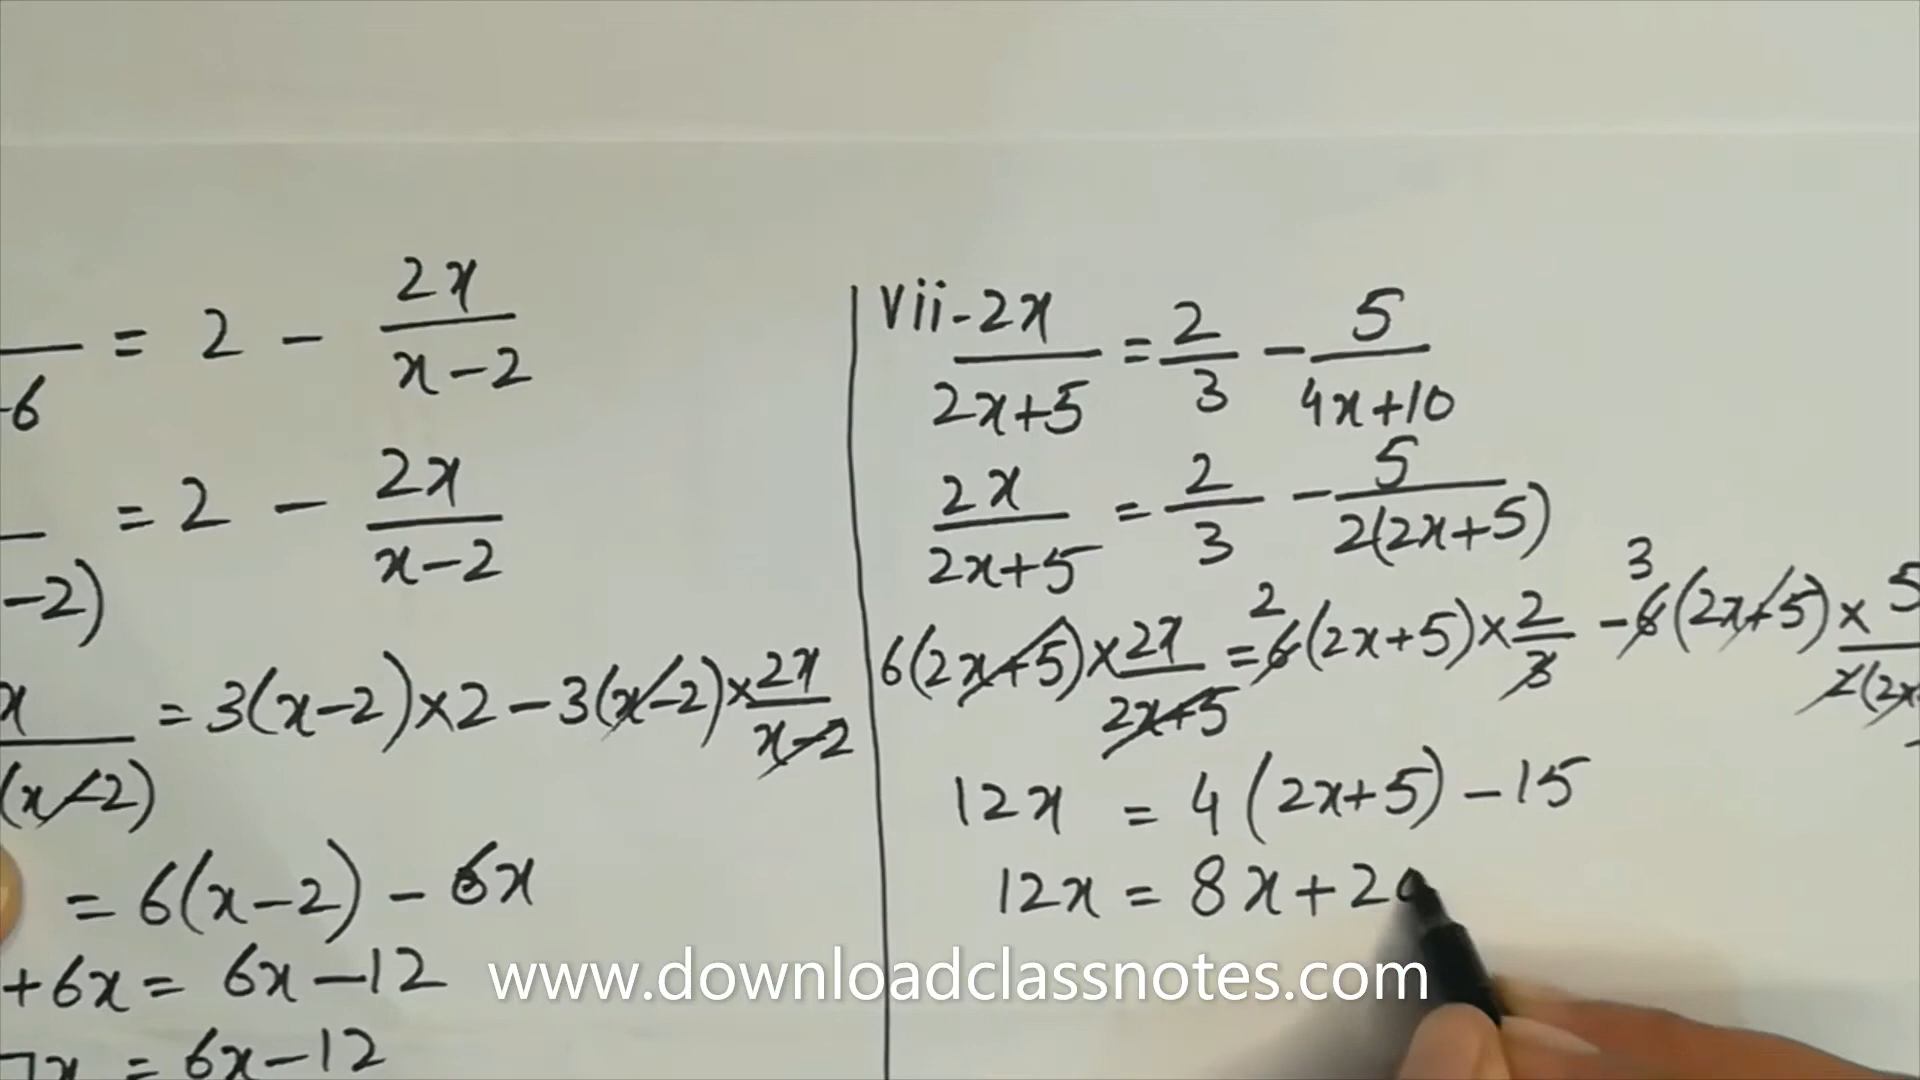 = 2 - 2x/(x-2)
-6
= 2 - 2x/(x-2)
-2)
x/(x-2) = 3(x-2)×2 - 3(x-2)×2x/(x-2)
= 6(x-2) - 6x
+6x = 6x-12
7x = 6x-12
Vii- 2x/(2x+5) = 2/3 - 5/(4x+10)
2x/(2x+5) = 2/3 - 5/(2(2x+5))
6(2x+5)×2x/(2x+5) = 6(2x+5)×2/3 - 6(2x+5)×5/(2(2x
2 3
12x = 4(2x+5) - 15
12x = 8x+20
www.downloadclassnotes.com